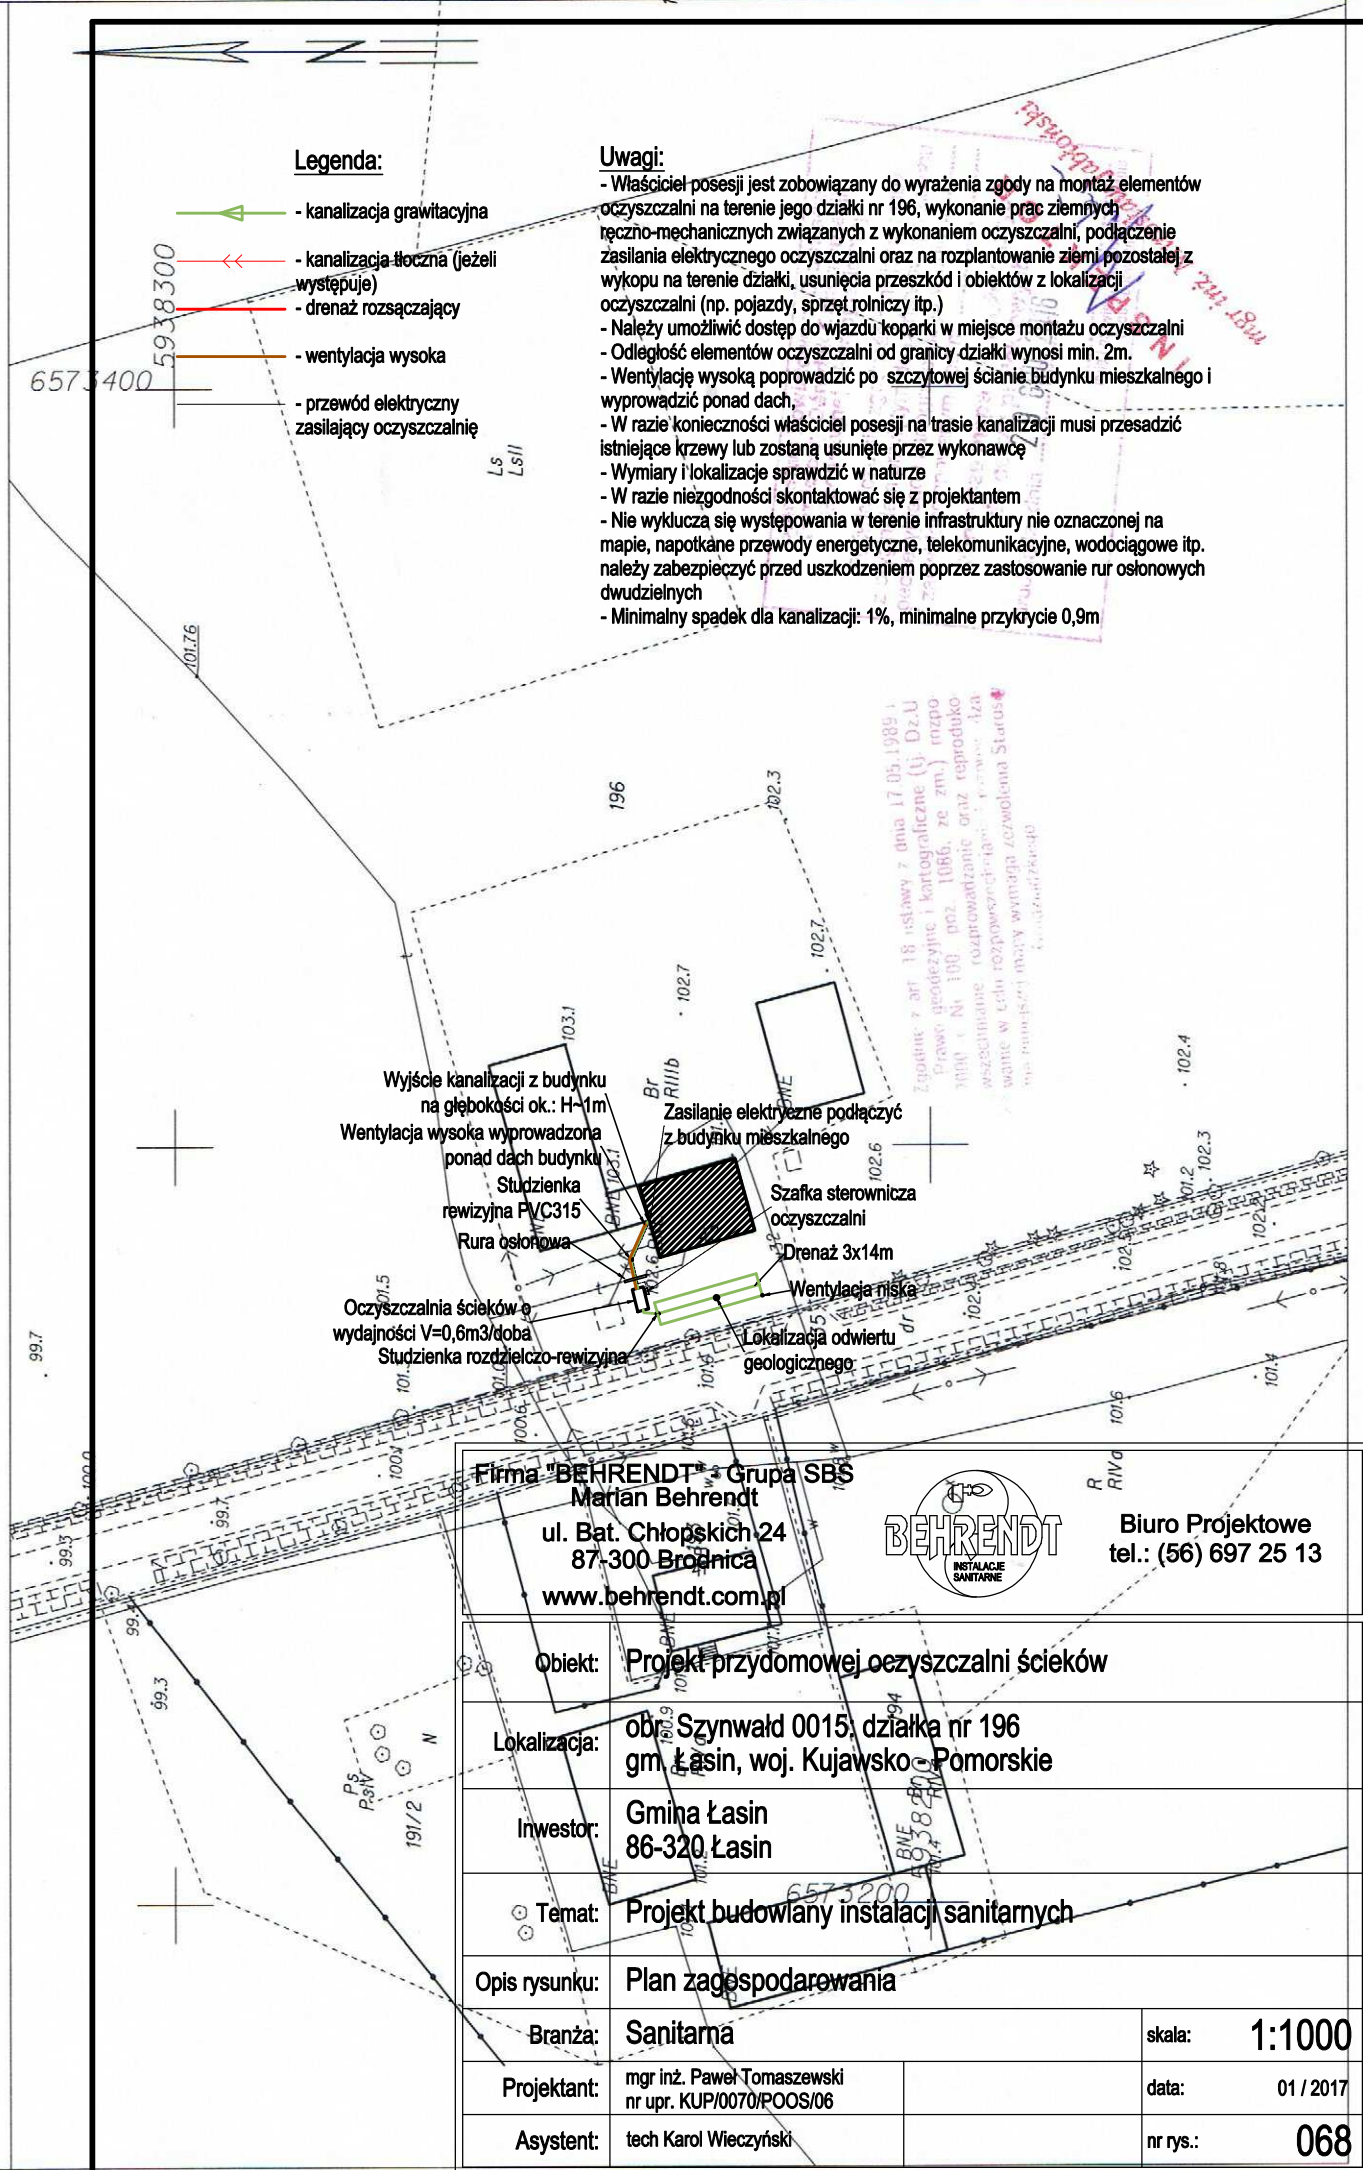 Legenda:
- kanalizacja grawitacyjna
- kanalizacja tłoczna (jeżeli
występuje)
- drenaż rozsączający
- wentylacja wysoka
- przewód elektryczny
zasilający oczyszczalnię
Uwagi:
- Właściciel posesji jest zobowiązany do wyrażenia zgody na montaż elementów
oczyszczalni na terenie jego działki nr 196, wykonanie prac ziemnych
ręczno-mechanicznych związanych z wykonaniem oczyszczalni, podłączenie
zasilania elektrycznego oczyszczalni oraz na rozplantowanie ziemi pozostałej z
wykopu na terenie działki, usunięcia przeszkód i obiektów z lokalizacji
oczyszczalni (np. pojazdy, sprzęt rolniczy itp.)
- Należy umożliwić dostęp do wjazdu koparki w miejsce montażu oczyszczalni
- Odległość elementów oczyszczalni od granicy działki wynosi min. 2m.
- Wentylację wysoką poprowadzić po szczytowej ścianie budynku mieszkalnego i
wyprowadzić ponad dach,
- W razie konieczności właściciel posesji na trasie kanalizacji musi przesadzić
istniejące krzewy lub zostaną usunięte przez wykonawcę
- Wymiary i lokalizacje sprawdzić w naturze
- W razie niezgodności skontaktować się z projektantem
- Nie wyklucza się występowania w terenie infrastruktury nie oznaczonej na
mapie, napotkane przewody energetyczne, telekomunikacyjne, wodociągowe itp.
należy zabezpieczyć przed uszkodzeniem poprzez zastosowanie rur osłonowych
dwudzielnych
- Minimalny spadek dla kanalizacji: 1%, minimalne przykrycie 0,9m
5938300
6573400
Ls
LsII
101.76
196
102.3
102.7
102.7
103.1
Br
RIIIb
BNE
102.4
102.3
102.6
103.1
Wyjście kanalizacji z budynku
na głębokości ok.: H~1m
Wentylacja wysoka wyprowadzona
ponad dach budynku
Studzienka
rewizyjna PVC315
Rura osłonowa
Oczyszczalnia ścieków o
wydajności V=0,6m3/doba
Studzienka rozdzielczo-rewizyjna
Zasilanie elektryczne podłączyć
z budynku mieszkalnego
Szafka sterownicza
oczyszczalni
Drenaż 3x14m
Wentylacja niska
Lokalizacja odwiertu
geologicznego
dr
99.7
101.4
101.6
R
RIVa
100.6
99.7
99.3
99.3
N
191/2
Firma "BEHRENDT" - Grupa SBS
Marian Behrendt
ul. Bat. Chłopskich 24
87-300 Brodnica
www.behrendt.com.pl
BEHRENDT
INSTALACJE
SANITARNE
Biuro Projektowe
tel.: (56) 697 25 13
Obiekt: Projekt przydomowej oczyszczalni ścieków
Lokalizacja: obr. Szynwałd 0015; działka nr 196
gm. Łasin, woj. Kujawsko - Pomorskie
194
5938200
Inwestor: Gmina Łasin
86-320 Łasin
BNE
6573200
Temat: Projekt budowlany instalacji sanitarnych
Opis rysunku: Plan zagospodarowania
Branża: Sanitarna
skala: 1:1000
Projektant: mgr inż. Paweł Tomaszewski
nr upr. KUP/0070/POOS/06
data: 01 / 2017
Asystent: tech Karol Wieczyński
nr rys.: 068